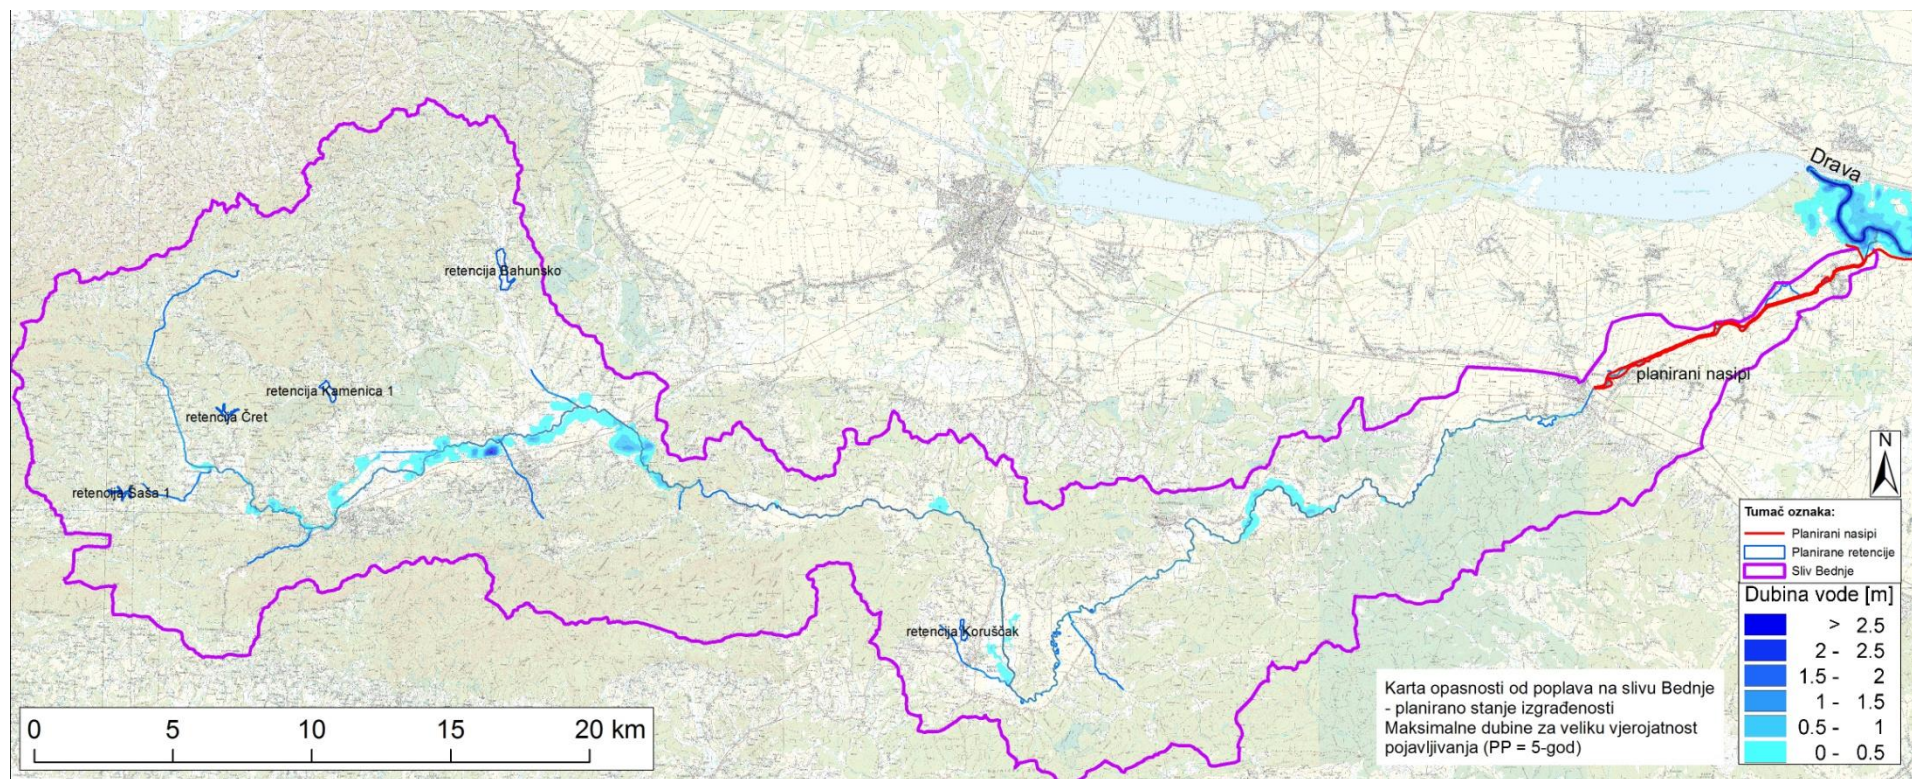 Drava
retencija Bahunsko
retencija Kamenica 1
retencija Čret
retencija Šaša 1
retencija Koruščak
planirani nasipi
N
Tumač oznaka:
Planirani nasipi
Planirane retencije
Sliv Bednje
Dubina vode [m]
> 2.5
2 - 2.5
1.5 - 2
1 - 1.5
0.5 - 1
0 - 0.5
Karta opasnosti od poplava na slivu Bednje
- planirano stanje izgrađenosti
Maksimalne dubine za veliku vjerojatnost
pojavljivanja (PP = 5-god)
0 5 10 15 20 km